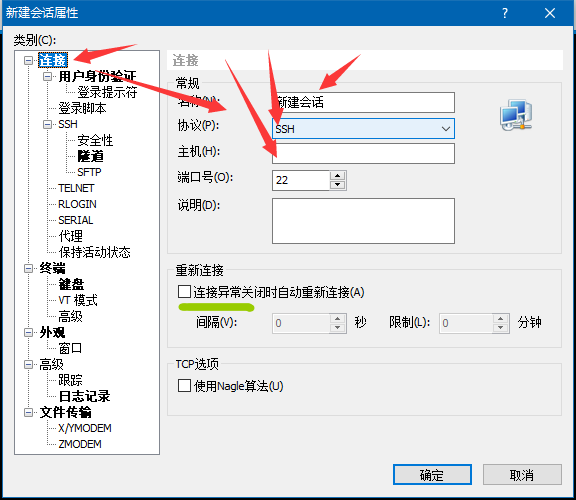 新建会话属性
类别(C):
连接
用户身份验证
登录提示符
登录脚本
SSH
安全性
隧道
SFTP
TELNET
RLOGIN
SERIAL
代理
保持活动状态
终端
键盘
VT 模式
高级
外观
窗口
高级
跟踪
日志记录
文件传输
X/YMODEM
ZMODEM
连接
常规
名称(N): 新建会话
协议(P): SSH
主机(H):
端口号(O): 22
说明(D):
重新连接
连接异常关闭时自动重新连接(A)
间隔(V): 0 秒 限制(L): 0 分钟
TCP选项
使用Nagle算法(U)
确定 取消